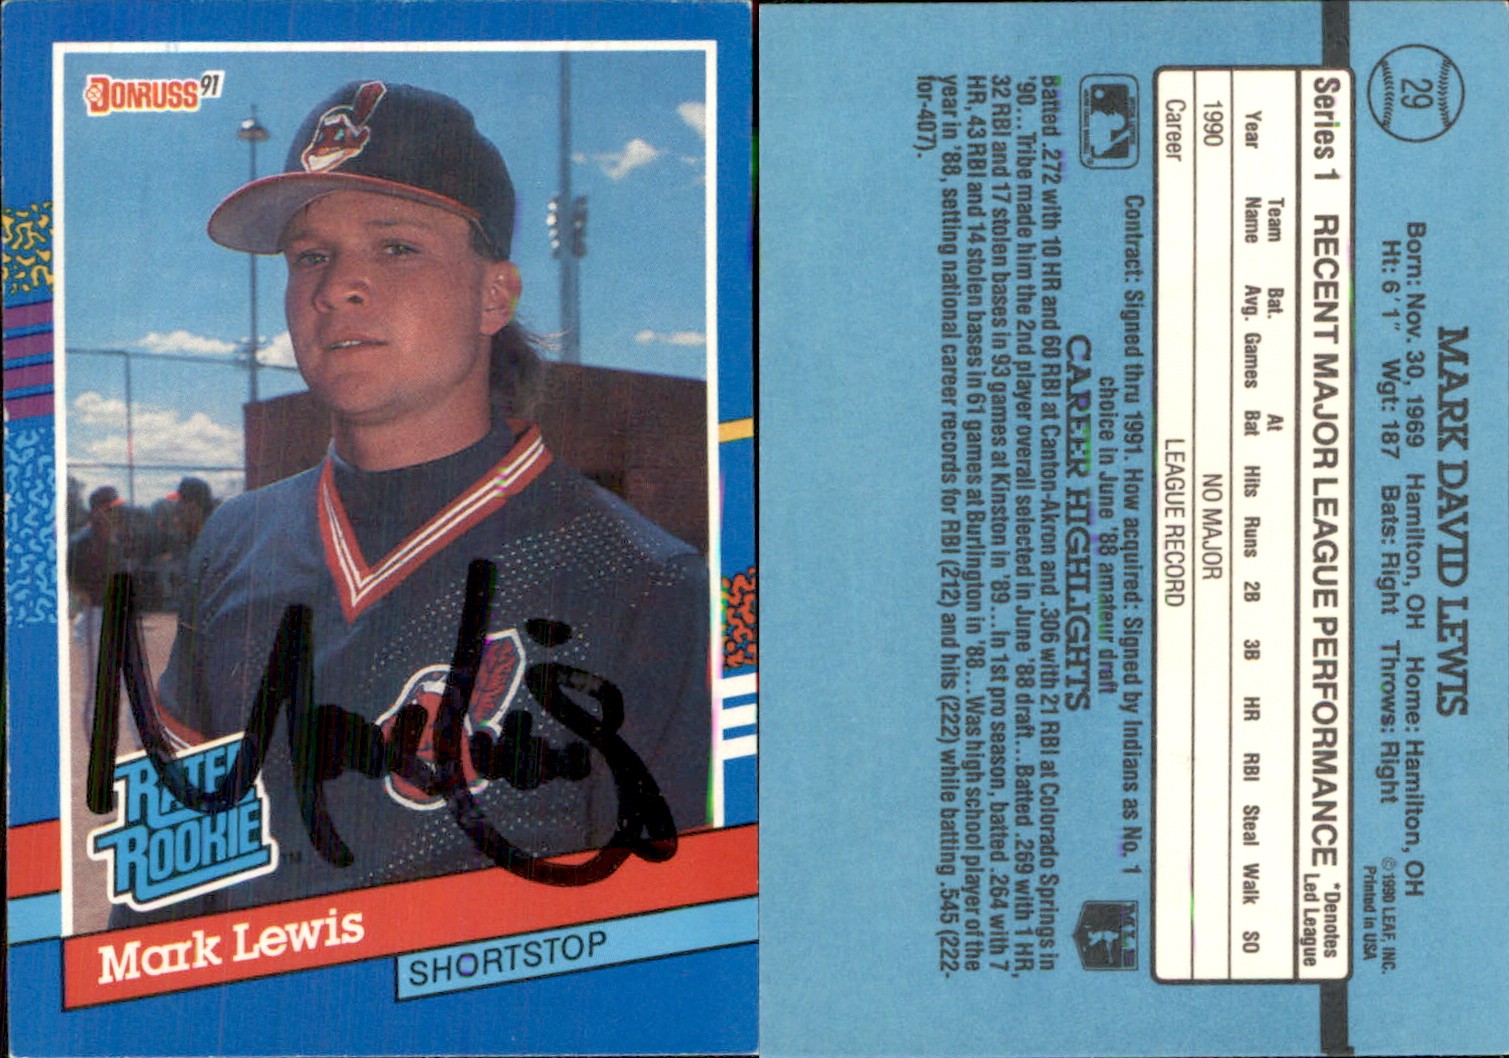 DONRUSS 91
Mark Lewis
RATED
ROOKIE
TM
Mark Lewis
SHORTSTOP
29
MARK DAVID LEWIS
Born: Nov. 30, 1969 Hamilton, OH Home: Hamilton, OH
Ht: 6'1" Wgt: 187 Bats: Right Throws: Right
©1990 LEAF, INC.
Printed in USA
Series 1 RECENT MAJOR LEAGUE PERFORMANCE *Denotes Led League
Year Team Name Bat. Avg. Games At Bat Hits Runs 2B 3B HR RBI Steal Walk SO
1990 NO MAJOR
Career LEAGUE RECORD
Contract: Signed thru 1991. How acquired: Signed by Indians as No. 1
choice in June '88 amateur draft
CAREER HIGHLIGHTS
Batted .272 with 10 HR and 60 RBI at Canton-Akron and .306 with 21 RBI at Colorado Springs in
'90... Tribe made him the 2nd player overall selected in June '88 draft... Batted .269 with 1 HR,
32 RBI and 17 stolen bases in 93 games at Kinston in '89... In 1st pro season, batted .264 with 7
HR, 43 RBI and 14 stolen bases in 61 games at Burlington in '88... Was high school player of the
year in '88, setting national career records for RBI (212) and hits (222) while batting .545 (222-
for-407).
MLB